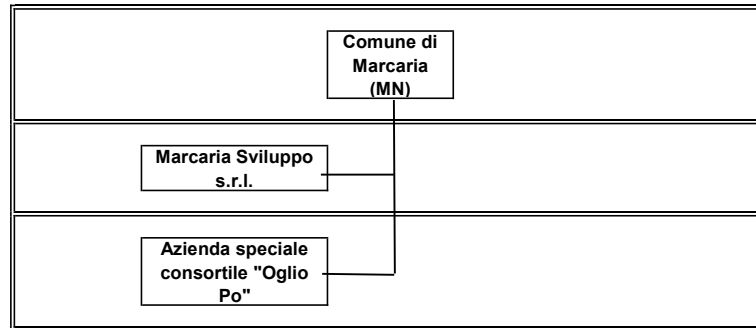 Comune di
Marcaria
(MN)
Marcaria Sviluppo
s.r.l.
Azienda speciale
consortile "Oglio
Po"